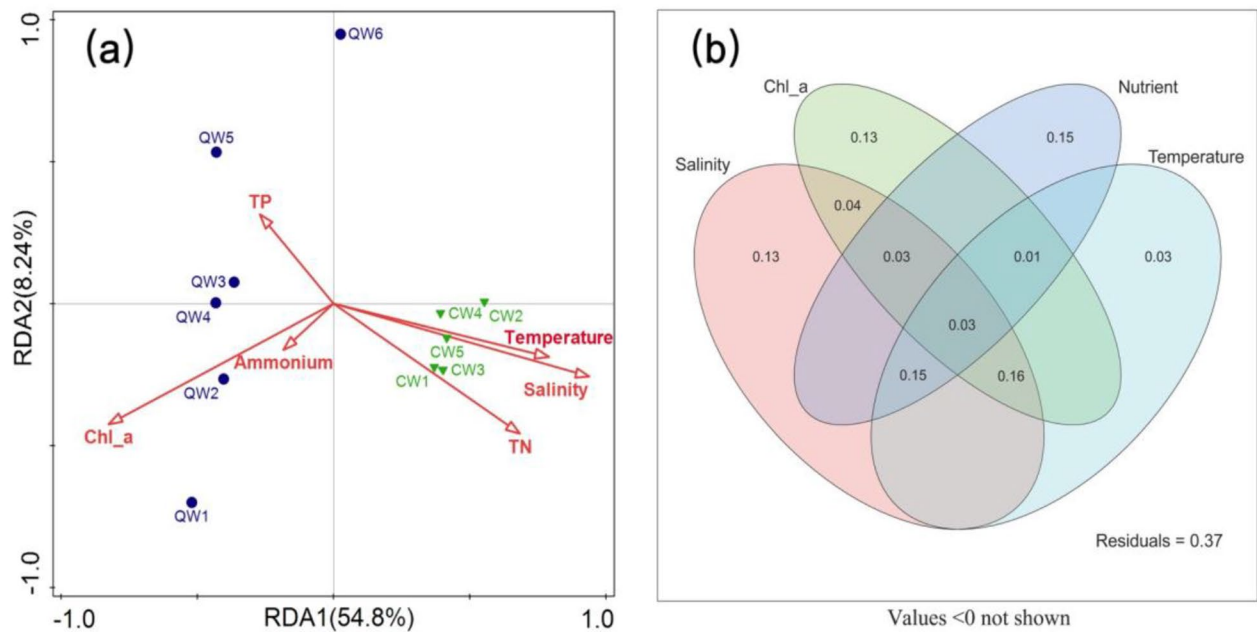 (a)
1.0
QW6
QW5
TP
QW3
QW4
CW4
CW2
Temperature
CW5
Ammonium
CW1
CW3
Salinity
QW2
Chl_a
TN
QW1
RDA2(8.24%)
-1.0
-1.0
RDA1(54.8%)
1.0
(b)
Chl_a
Nutrient
0.13
0.15
Salinity
Temperature
0.04
0.13
0.03
0.01
0.03
0.03
0.15
0.16
Residuals = 0.37
Values <0 not shown